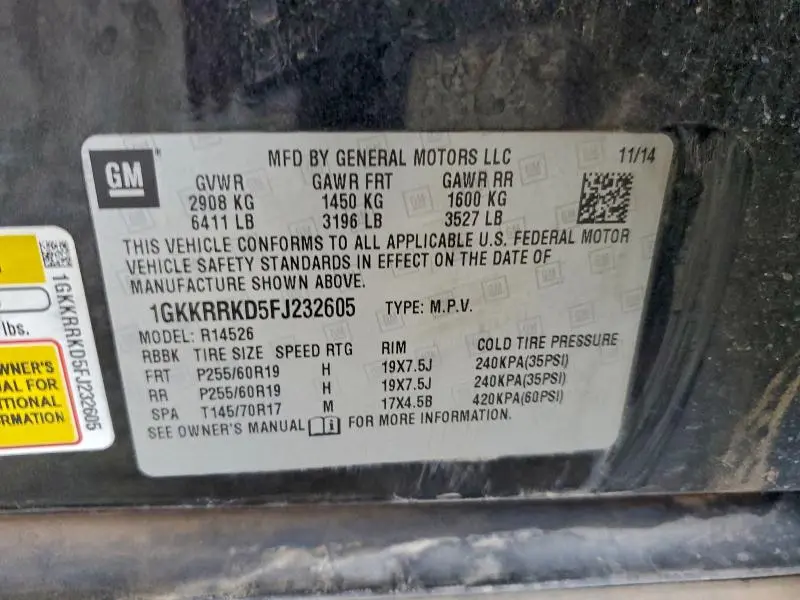 GM
MFD BY GENERAL MOTORS LLC 11/14
GVWR GAWR FRT GAWR RR
2908 KG 1450 KG 1600 KG
6411 LB 3196 LB 3527 LB
THIS VEHICLE CONFORMS TO ALL APPLICABLE U.S. FEDERAL MOTOR
VEHICLE SAFETY STANDARDS IN EFFECT ON THE DATE OF
MANUFACTURE SHOWN ABOVE.
1GKKRRKD5FJ232605 TYPE: M.P.V.
MODEL: R14526
RBBK TIRE SIZE SPEED RTG RIM COLD TIRE PRESSURE
FRT P255/60R19 H 19X7.5J 240KPA(35PSI)
RR P255/60R19 H 19X7.5J 240KPA(35PSI)
SPA T145/70R17 M 17X4.5B 420KPA(60PSI)
SEE OWNER'S MANUAL i FOR MORE INFORMATION.
lbs.
WNER'S
UAL FOR
ITIONAL
RMATION
1GKKRRKD5FJ232605